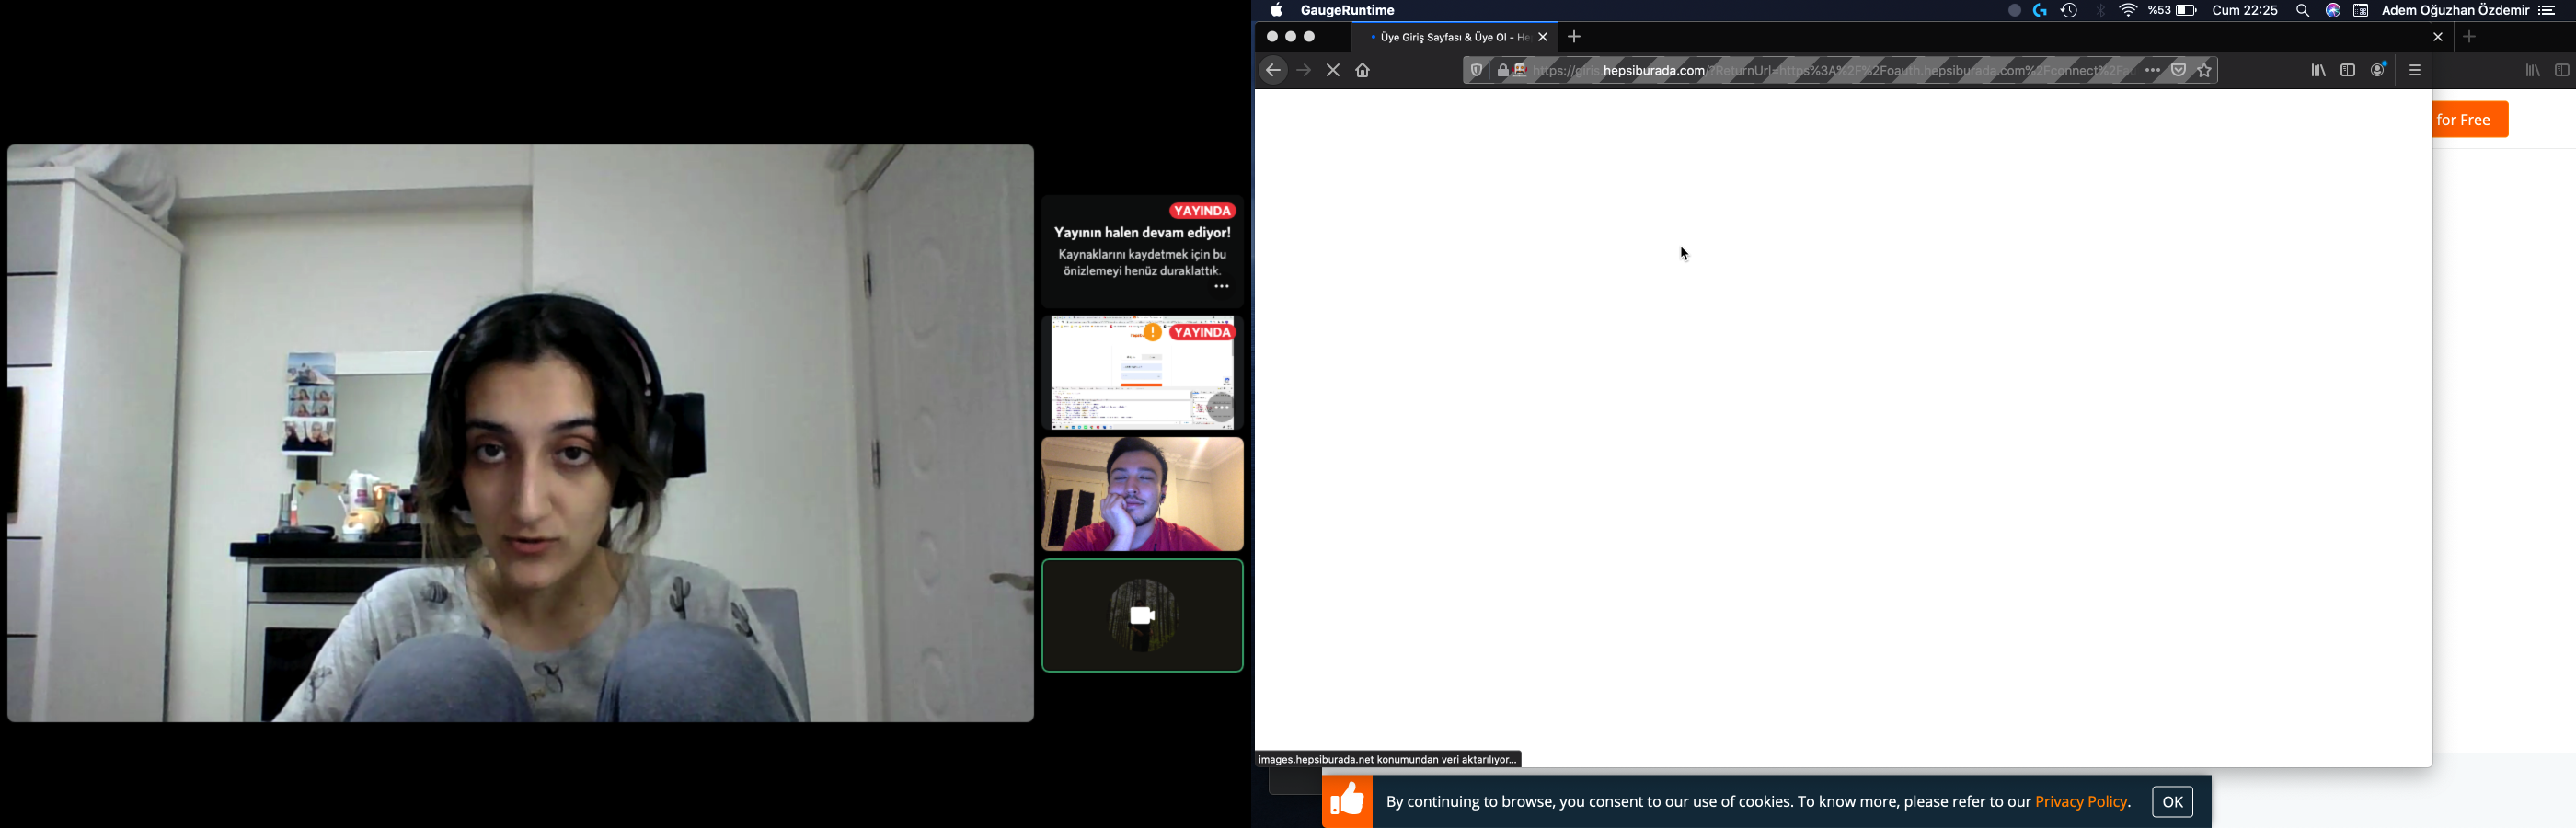 YAYINDA
Yayının halen devam ediyor!
Kaynaklarını kaydetmek için bu
önizlemeyi henüz duraklattık.
YAYINDA
GaugeRuntime
%53
Cum 22:25
Adem Oğuzhan Özdemir
Üye Giriş Sayfası & Üye Ol - He
https://giris.hepsiburada.com/?ReturnUrl=https%3A%2F%2Foauth.hepsiburada.com%2Fconnect%2F
for Free
images.hepsiburada.net konumundan veri aktarılıyor...
By continuing to browse, you consent to our use of cookies. To know more, please refer to our Privacy Policy.
OK